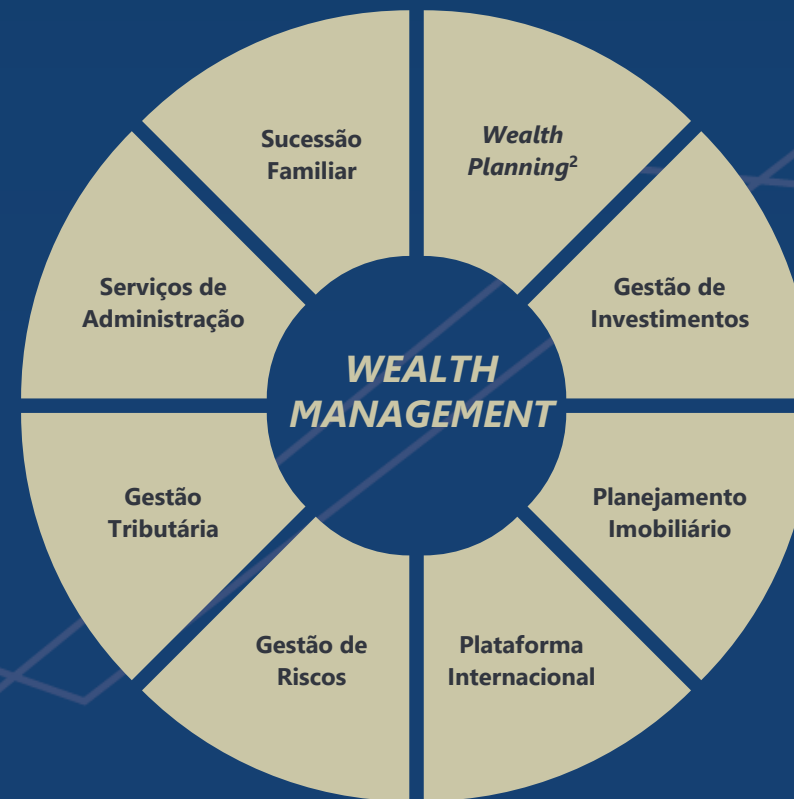 Sucessão
Familiar
Wealth
Planning²
Serviços de
Administração
Gestão de
Investimentos
WEALTH
MANAGEMENT
Gestão
Tributária
Planejamento
Imobiliário
Gestão de
Riscos
Plataforma
Internacional